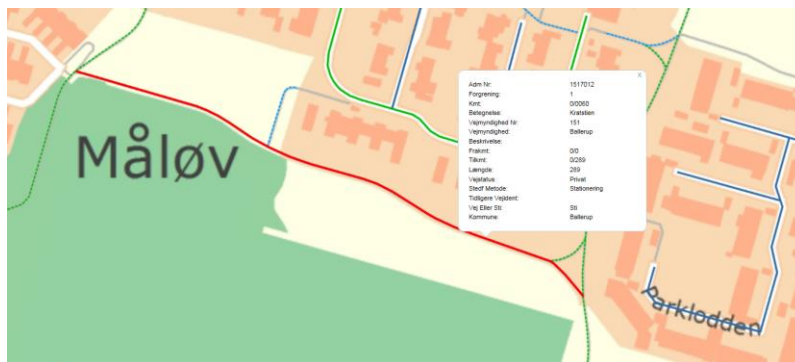 x
Adm Nr: 1517012
Forgrening: 1
Kmt: 0/0060
Betegnelse: Kratstien
Vejmyndighed Nr: 151
Vejmyndighed: Ballerup
Beskrivelse:
Frakmt: 0/0
Tilkmt: 0/289
Længde: 289
Vejstatus: Privat
Stedf Metode: Stationering
Tidligere Vejident:
Vej Eller Sti: Sti
Kommune: Ballerup
Måløv
Parklodden